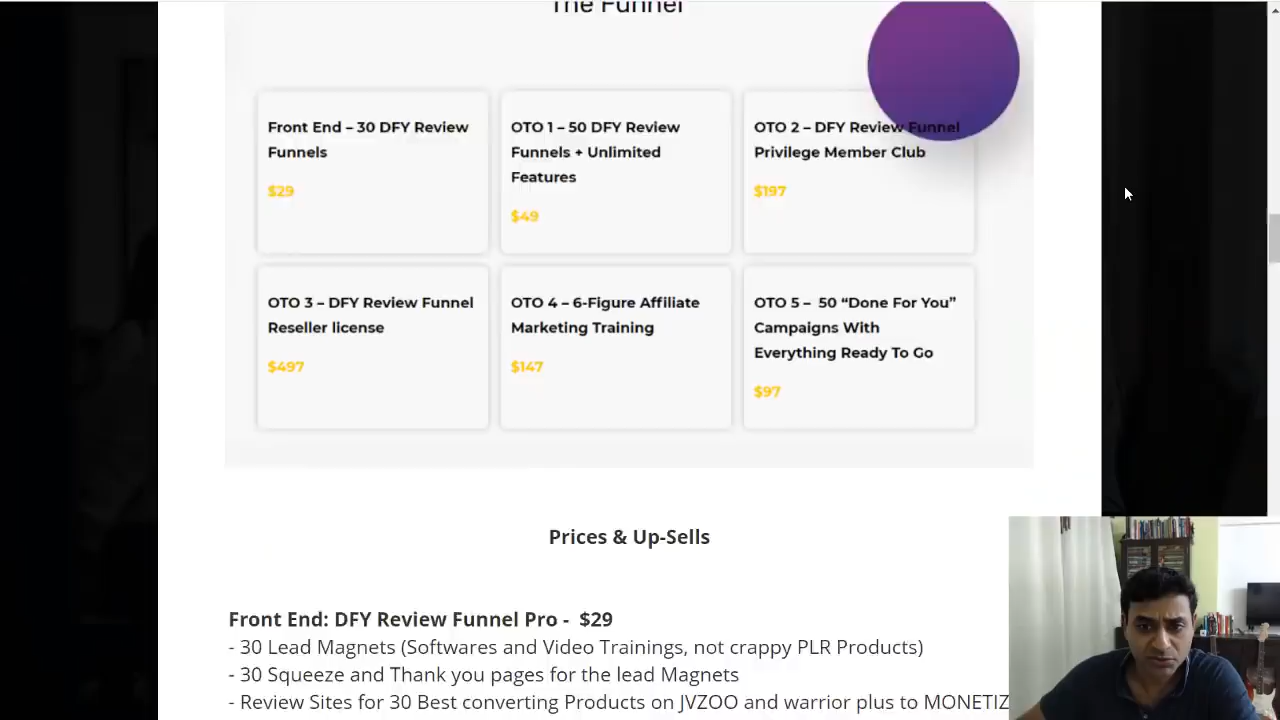 The Funnel
Front End – 30 DFY Review
Funnels
$29
OTO 1 – 50 DFY Review
Funnels + Unlimited
Features
$49
OTO 2 – DFY Review Funnel
Privilege Member Club
$197
OTO 3 – DFY Review Funnel
Reseller license
$497
OTO 4 – 6-Figure Affiliate
Marketing Training
$147
OTO 5 – 50 “Done For You”
Campaigns With
Everything Ready To Go
$97
Prices & Up-Sells
Front End: DFY Review Funnel Pro - $29
- 30 Lead Magnets (Softwares and Video Trainings, not crappy PLR Products)
- 30 Squeeze and Thank you pages for the lead Magnets
- Review Sites for 30 Best converting Products on JVZOO and warrior plus to MONETIZ